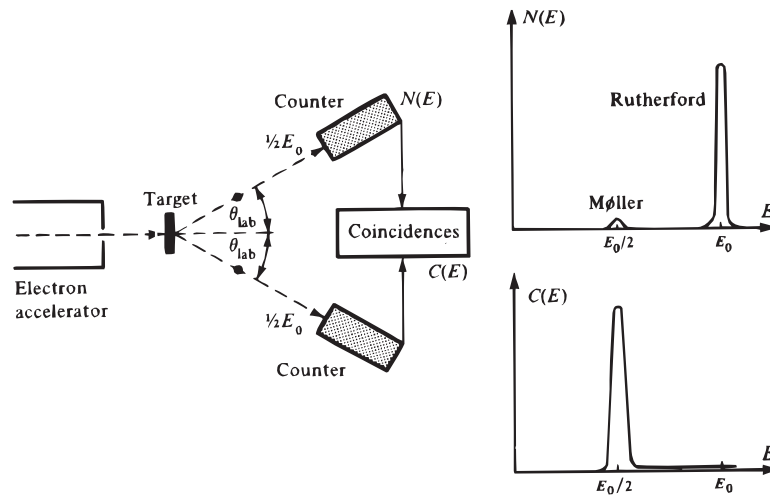 Counter
N(E)
½E₀
Target
θlab
θlab
Coincidences
C(E)
Electron
accelerator
½E₀
Counter
N(E)
Rutherford
Møller
E
E₀/2
E₀
C(E)
E
E₀/2
E₀